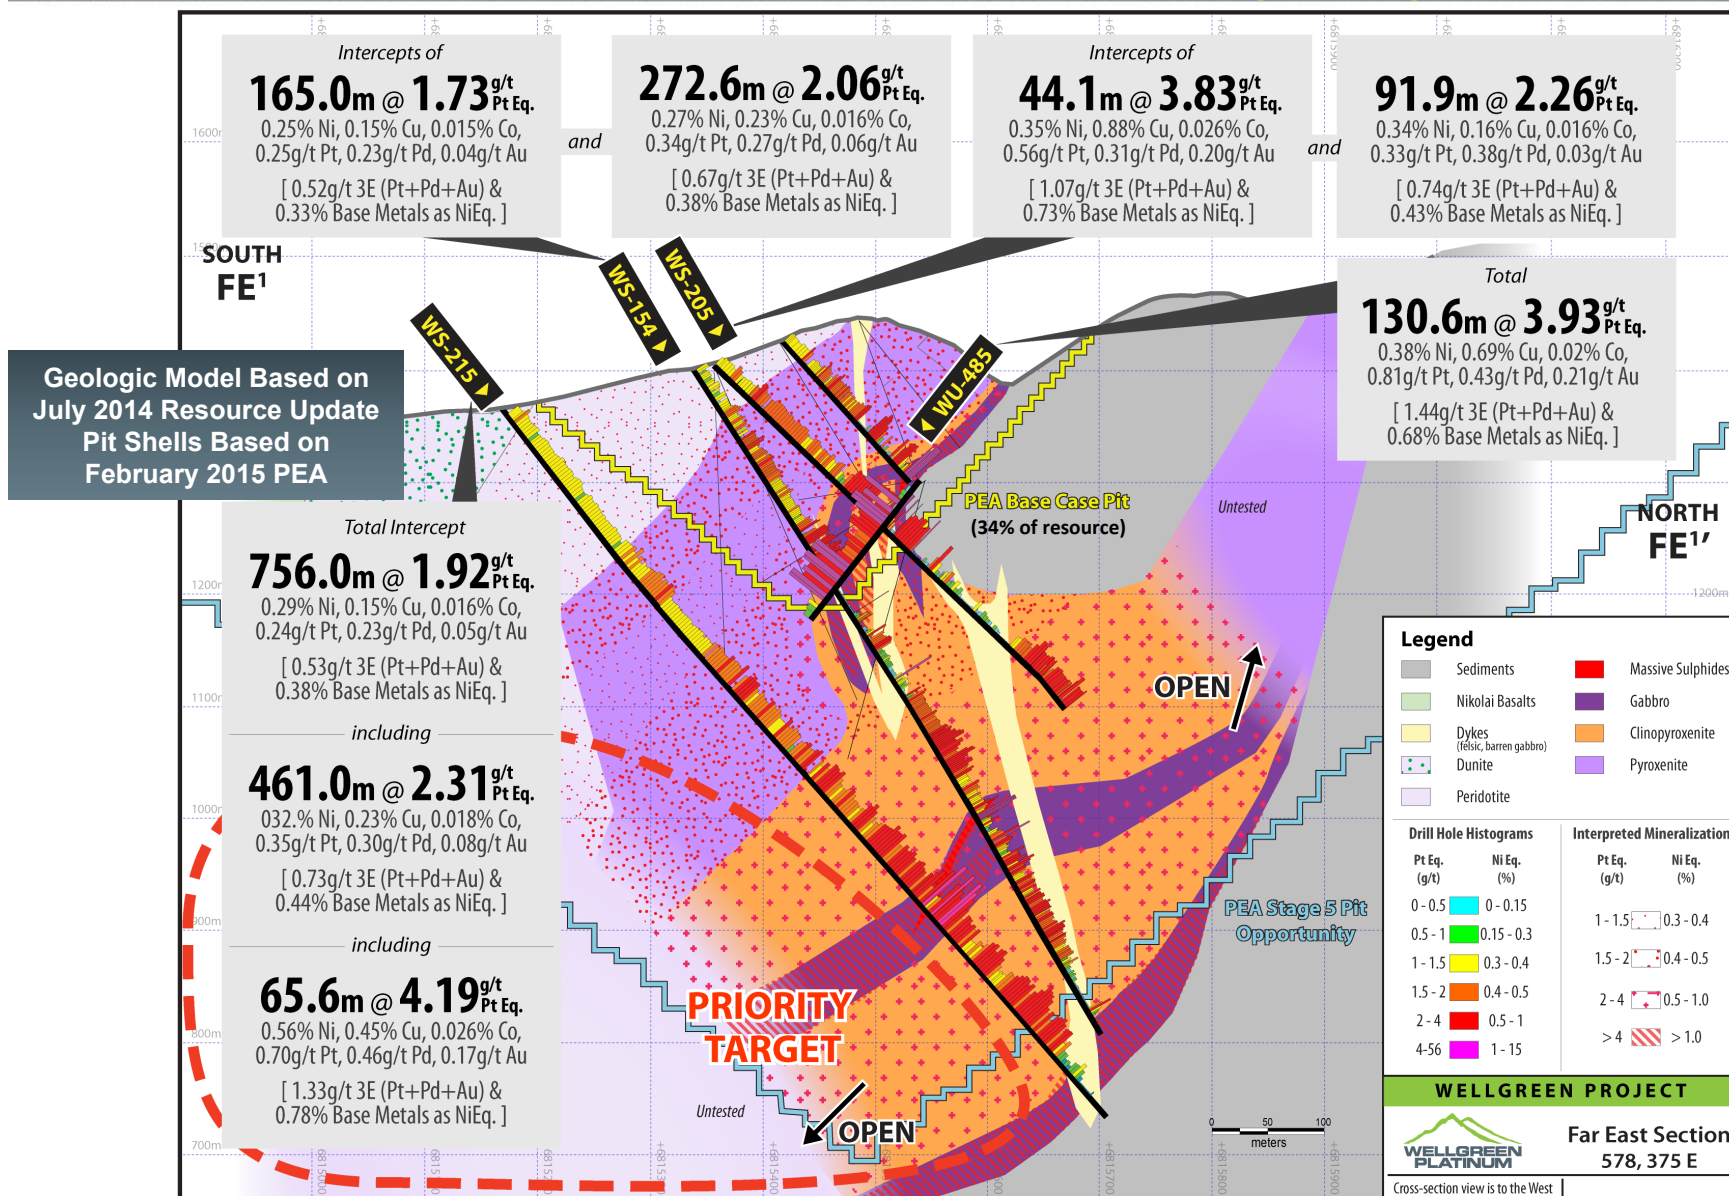 Intercepts of
165.0m @ 1.73 g/t Pt Eq.
0.25% Ni, 0.15% Cu, 0.015% Co,
0.25g/t Pt, 0.23g/t Pd, 0.04g/t Au
[ 0.52g/t 3E (Pt+Pd+Au) &
0.33% Base Metals as NiEq. ]
and
272.6m @ 2.06 g/t Pt Eq.
0.27% Ni, 0.23% Cu, 0.016% Co,
0.34g/t Pt, 0.27g/t Pd, 0.06g/t Au
[ 0.67g/t 3E (Pt+Pd+Au) &
0.38% Base Metals as NiEq. ]
Intercepts of
44.1m @ 3.83 g/t Pt Eq.
0.35% Ni, 0.88% Cu, 0.026% Co,
0.56g/t Pt, 0.31g/t Pd, 0.20g/t Au
[ 1.07g/t 3E (Pt+Pd+Au) &
0.73% Base Metals as NiEq. ]
and
91.9m @ 2.26 g/t Pt Eq.
0.34% Ni, 0.16% Cu, 0.016% Co,
0.33g/t Pt, 0.38g/t Pd, 0.03g/t Au
[ 0.74g/t 3E (Pt+Pd+Au) &
0.43% Base Metals as NiEq. ]
Total
130.6m @ 3.93 g/t Pt Eq.
0.38% Ni, 0.69% Cu, 0.02% Co,
0.81g/t Pt, 0.43g/t Pd, 0.21g/t Au
[ 1.44g/t 3E (Pt+Pd+Au) &
0.68% Base Metals as NiEq. ]
SOUTH
FE¹
WS-215
WS-154
WS-205
WU-485
Geologic Model Based on
July 2014 Resource Update
Pit Shells Based on
February 2015 PEA
Total Intercept
756.0m @ 1.92 g/t Pt Eq.
0.29% Ni, 0.15% Cu, 0.016% Co,
0.24g/t Pt, 0.23g/t Pd, 0.05g/t Au
[ 0.53g/t 3E (Pt+Pd+Au) &
0.38% Base Metals as NiEq. ]
including
461.0m @ 2.31 g/t Pt Eq.
032.% Ni, 0.23% Cu, 0.018% Co,
0.35g/t Pt, 0.30g/t Pd, 0.08g/t Au
[ 0.73g/t 3E (Pt+Pd+Au) &
0.44% Base Metals as NiEq. ]
including
65.6m @ 4.19 g/t Pt Eq.
0.56% Ni, 0.45% Cu, 0.026% Co,
0.70g/t Pt, 0.46g/t Pd, 0.17g/t Au
[ 1.33g/t 3E (Pt+Pd+Au) &
0.78% Base Metals as NiEq. ]
PEA Base Case Pit
(34% of resource)
Untested
NORTH
FE¹′
1200m
OPEN
PEA Stage 5 Pit
Opportunity
PRIORITY
TARGET
Untested
OPEN
0 50 100
meters
Legend
Sediments
Nikolai Basalts
Dykes
(felsic, barren gabbro)
Dunite
Peridotite
Massive Sulphides
Gabbro
Clinopyroxenite
Pyroxenite
Drill Hole Histograms
Pt Eq. (g/t) Ni Eq. (%)
0 - 0.5 0 - 0.15
0.5 - 1 0.15 - 0.3
1 - 1.5 0.3 - 0.4
1.5 - 2 0.4 - 0.5
2 - 4 0.5 - 1
4-56 1 - 15
Interpreted Mineralization
Pt Eq. (g/t) Ni Eq. (%)
1 - 1.5 0.3 - 0.4
1.5 - 2 0.4 - 0.5
2 - 4 0.5 - 1.0
> 4 > 1.0
WELLGREEN PROJECT
WELLGREEN
PLATINUM
Far East Section
578, 375 E
Cross-section view is to the West